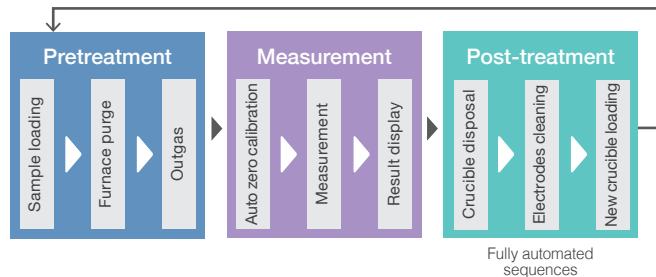 Pretreatment
Sample loading
Furnace purge
Outgas
Measurement
Auto zero calibration
Measurement
Result display
Post-treatment
Crucible disposal
Electrodes cleaning
New crucible loading
Fully automated
sequences